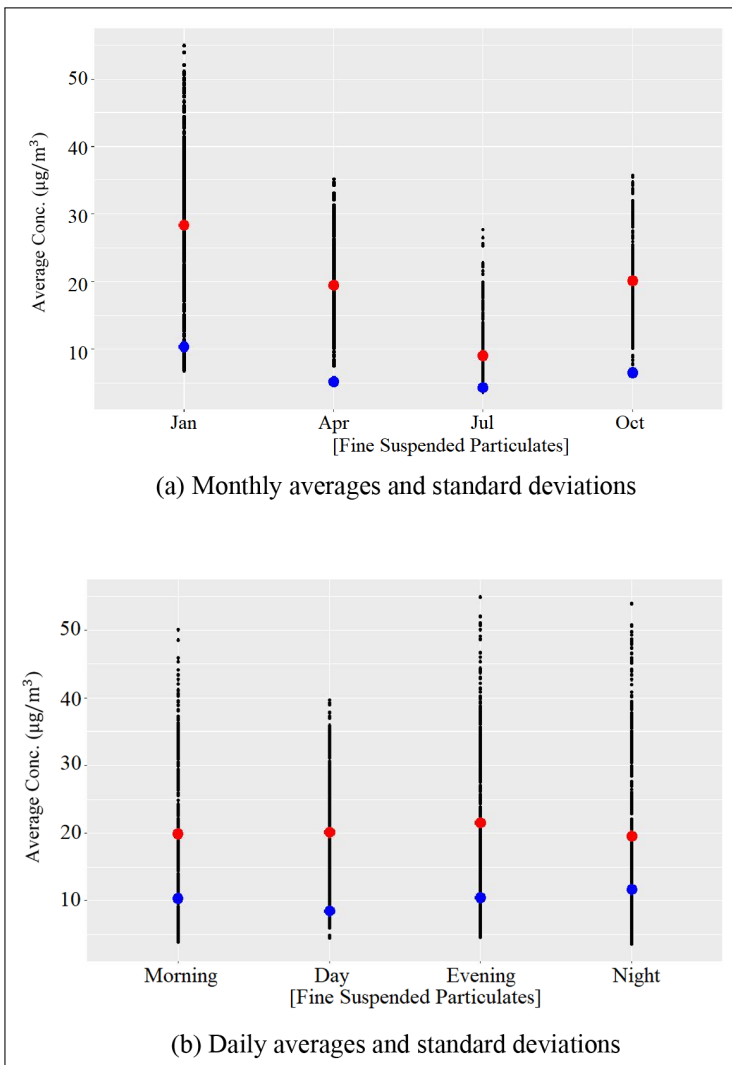 50
40
30
20
10
Average Conc. (μg/m³)
Jan Apr Jul Oct
[Fine Suspended Particulates]
(a) Monthly averages and standard deviations
50
40
30
20
10
Average Conc. (μg/m³)
Morning Day Evening Night
[Fine Suspended Particulates]
(b) Daily averages and standard deviations